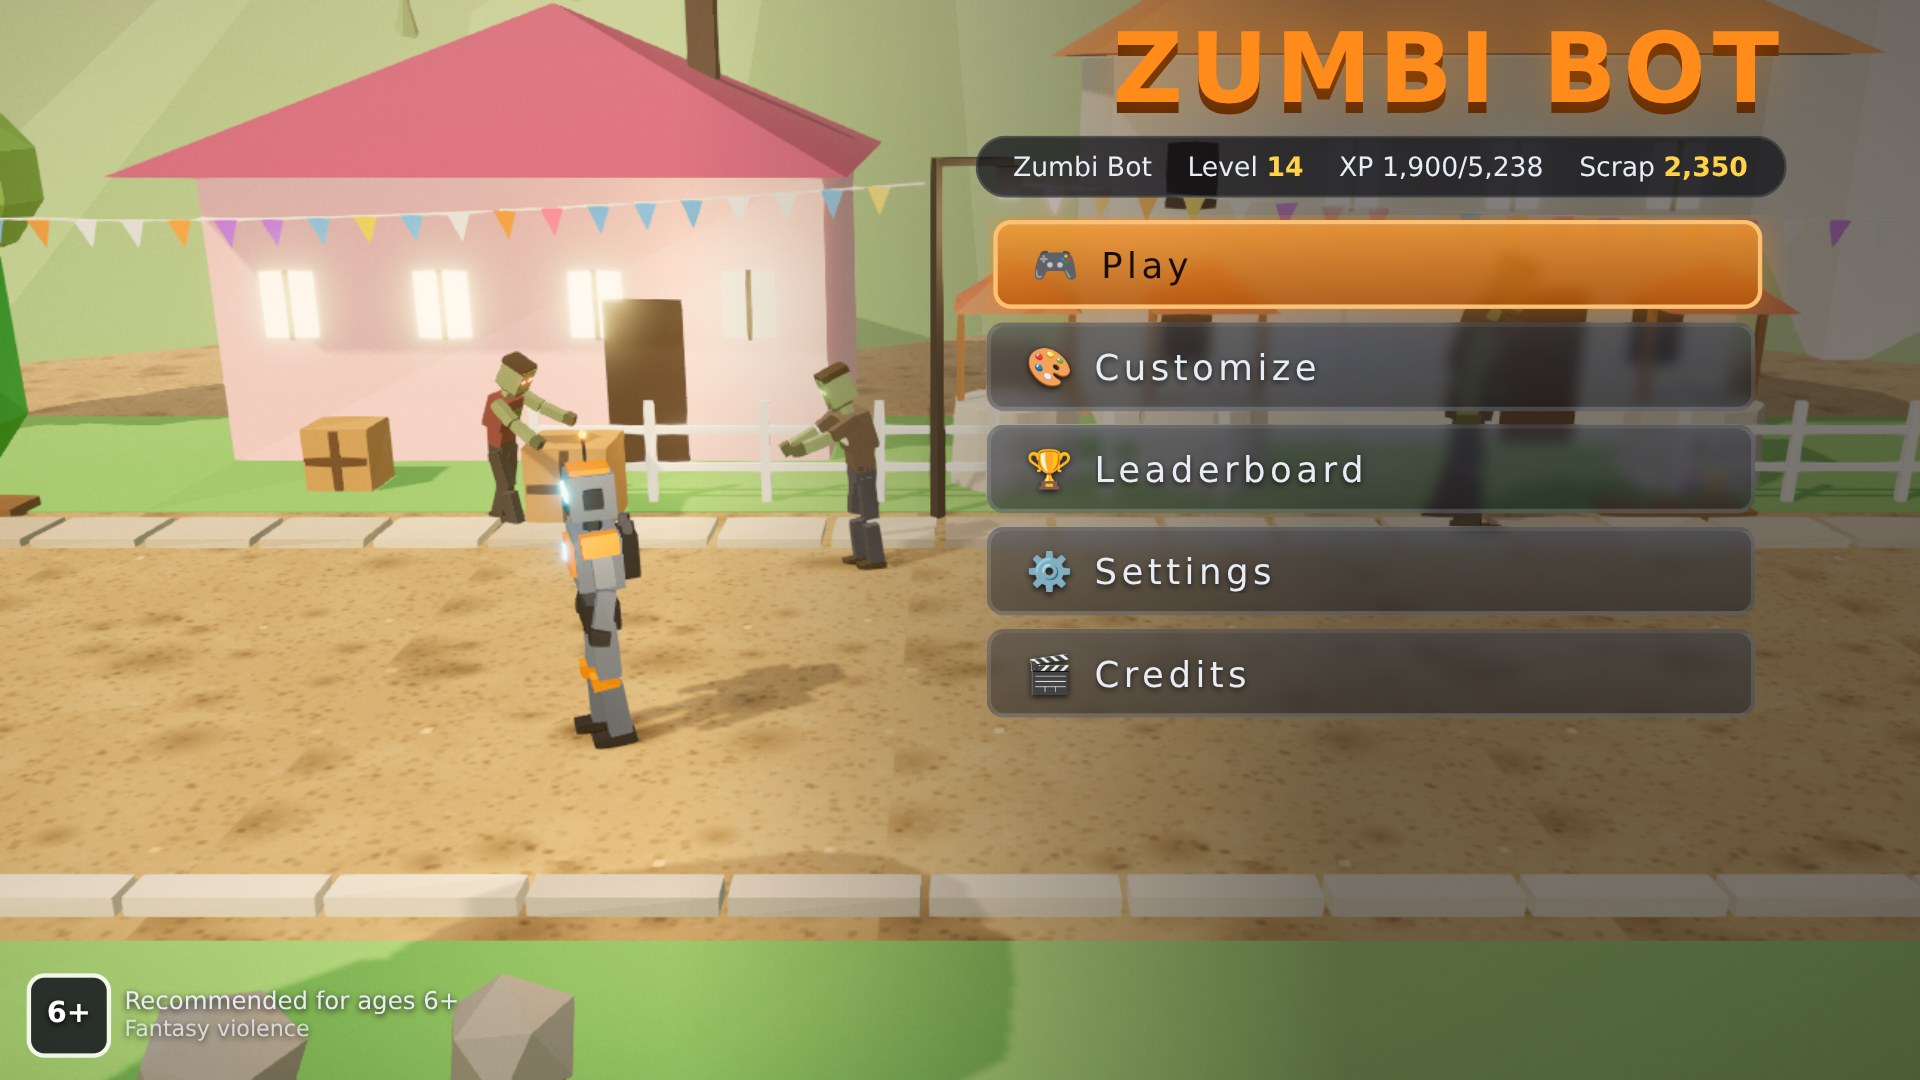 ZUMBI BOT
Zumbi Bot Level 14 XP 1,900/5,238 Scrap 2,350
Play
Customize
Leaderboard
Settings
Credits
6+
Recommended for ages 6+
Fantasy violence